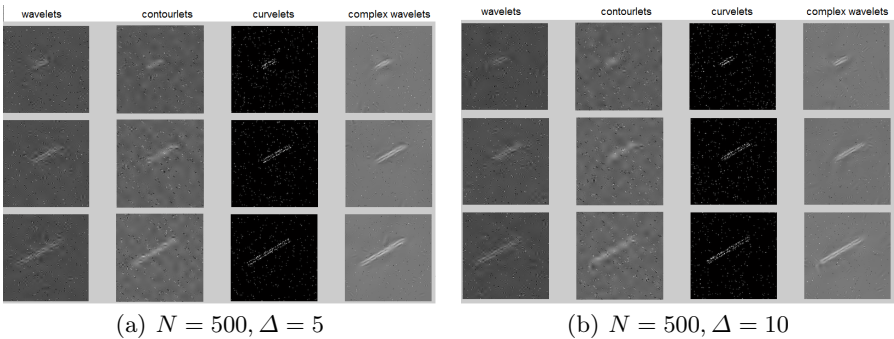 wavelets contourlets curvelets complex wavelets
wavelets contourlets curvelets complex wavelets
(a) N = 500, Δ = 5
(b) N = 500, Δ = 10